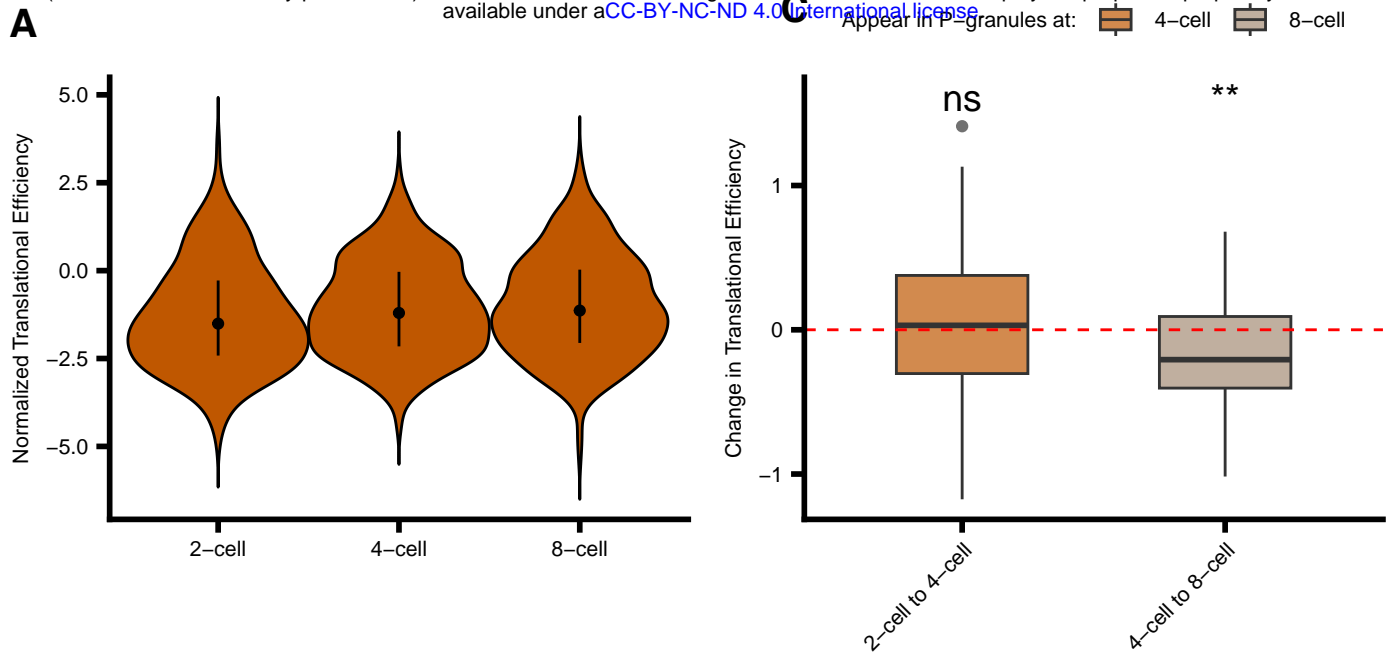 available under aCC-BY-NC-ND 4.0 International license
A
C
Appear in P−granules at: 4−cell 8−cell
Normalized Translational Efficiency
5.0
2.5
0.0
−2.5
−5.0
2−cell
4−cell
8−cell
Change in Translational Efficiency
1
0
−1
ns
**
2−cell to 4−cell
4−cell to 8−cell